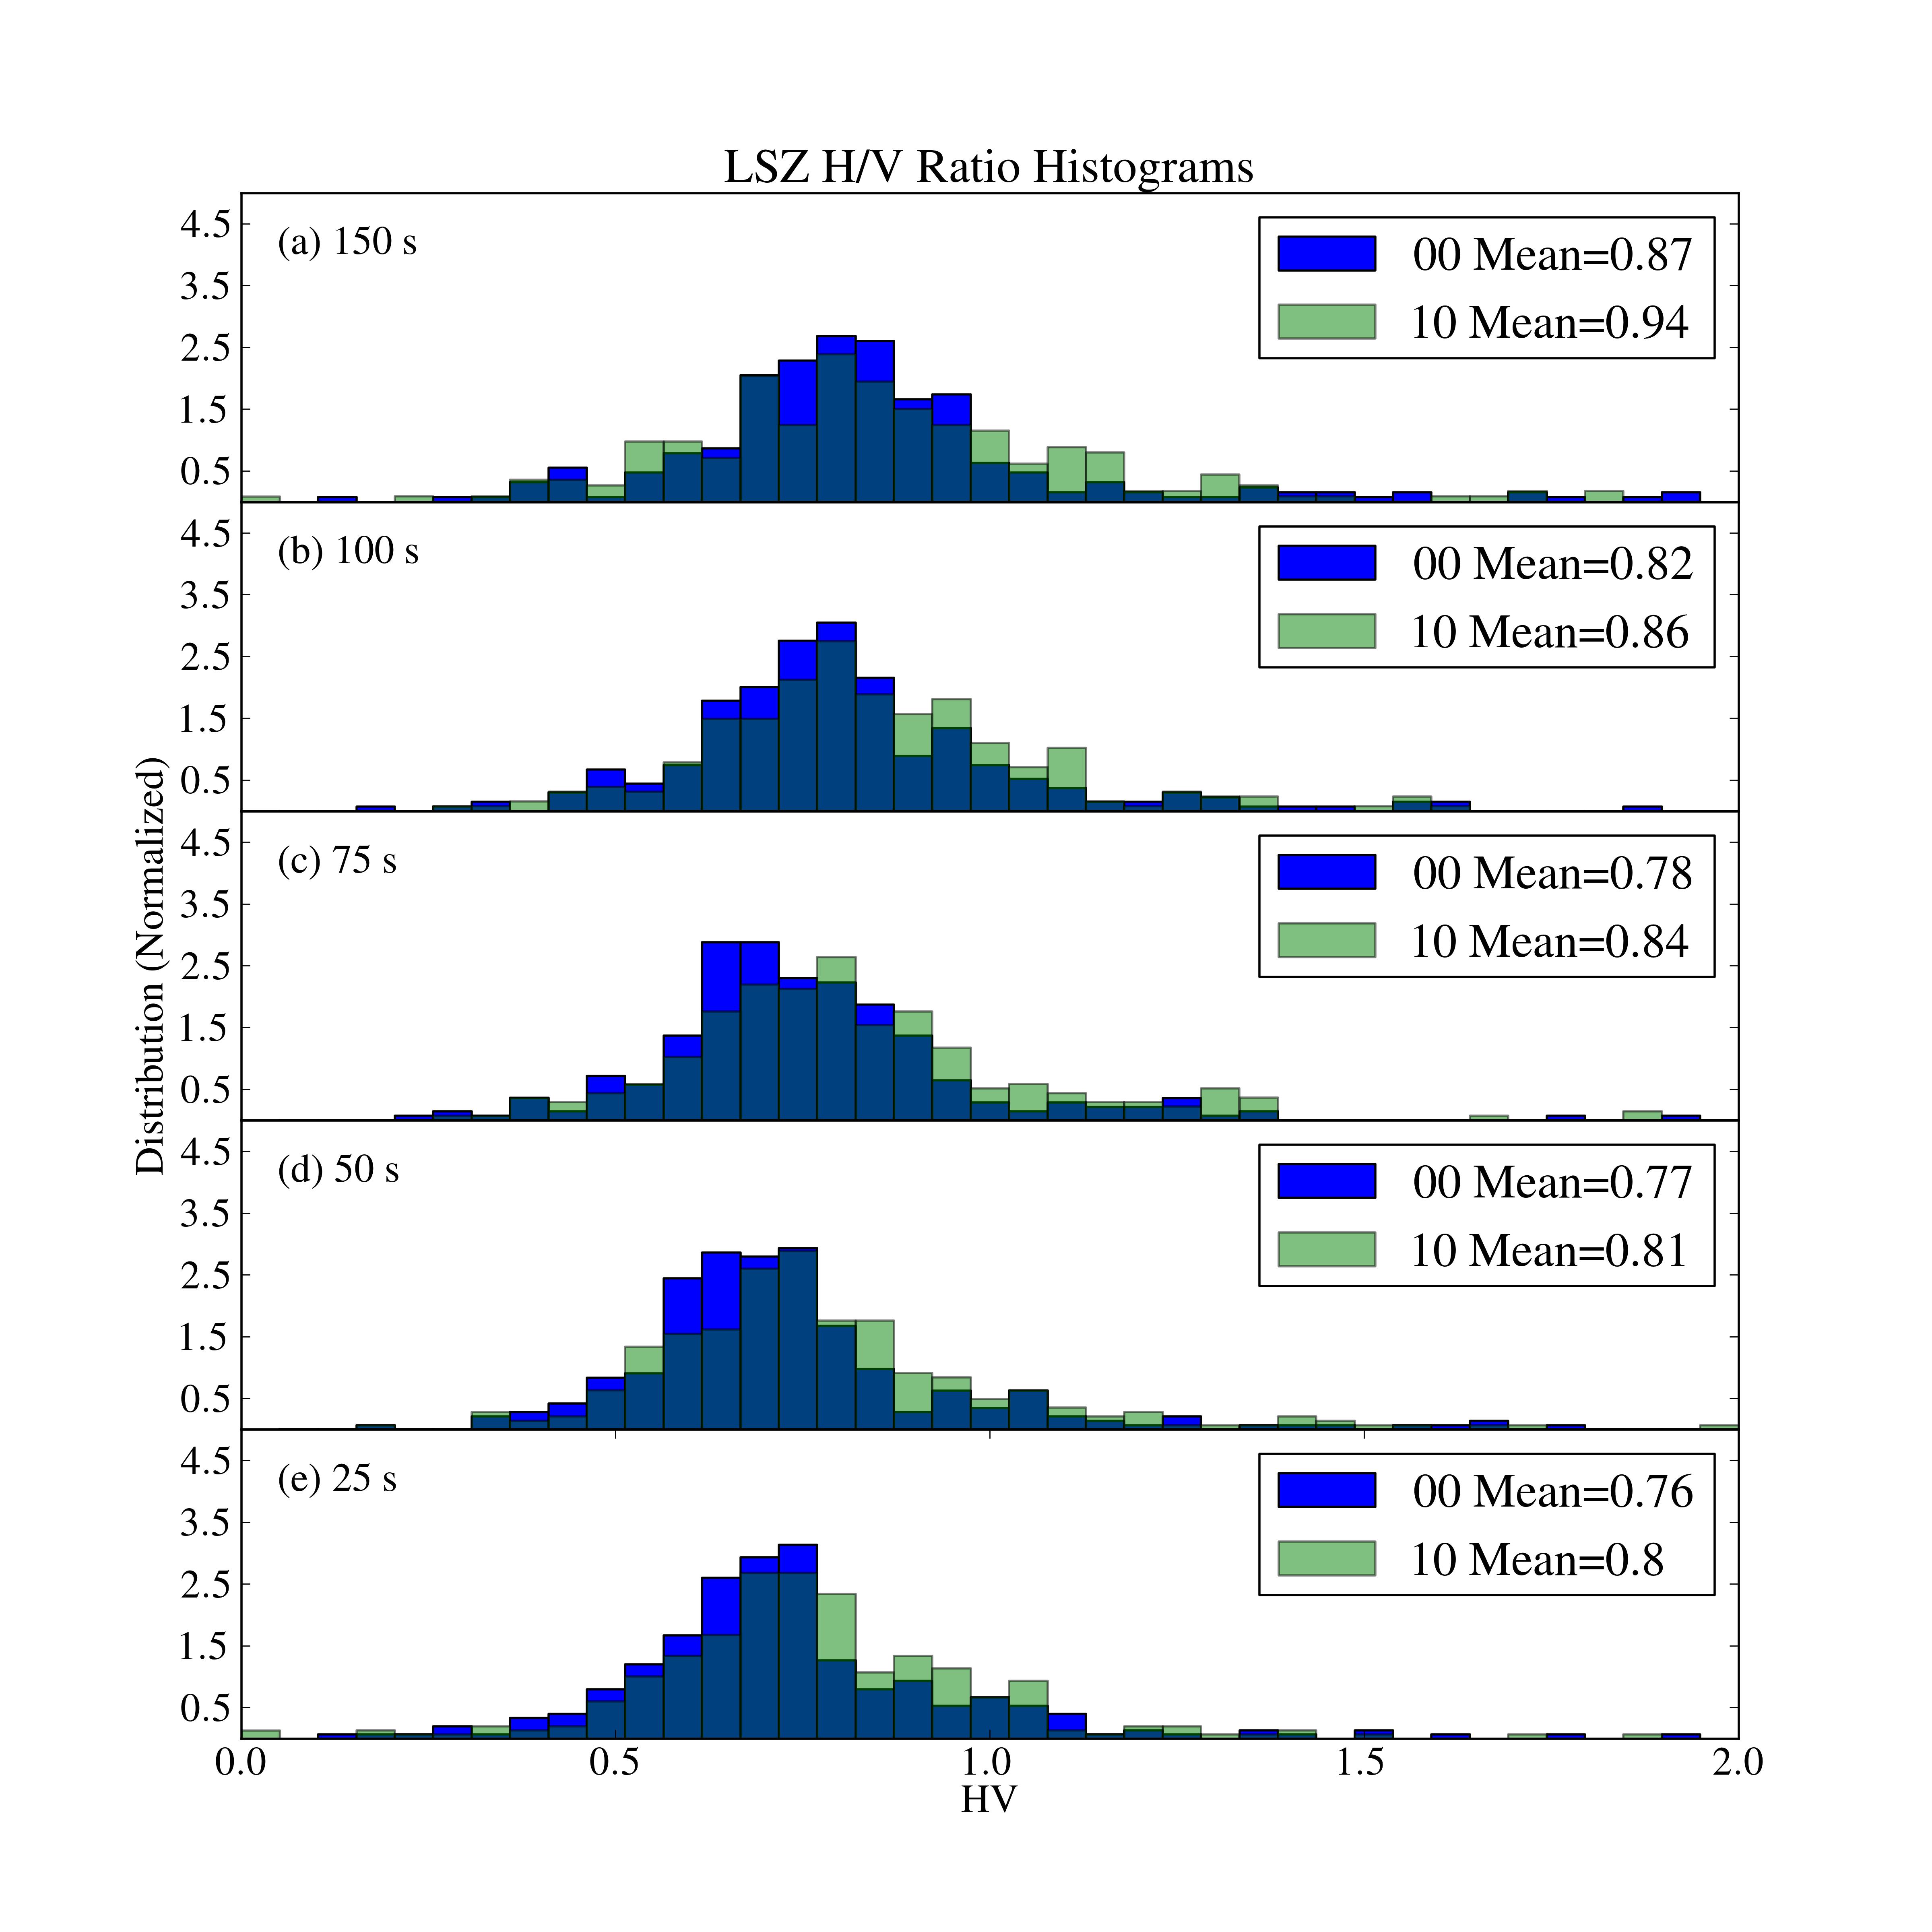 LSZ H/V Ratio Histograms
Distribution (Normalized)
4.5
3.5
2.5
1.5
0.5
(a) 150 s
00 Mean=0.87
10 Mean=0.94
4.5
3.5
2.5
1.5
0.5
(b) 100 s
00 Mean=0.82
10 Mean=0.86
4.5
3.5
2.5
1.5
0.5
(c) 75 s
00 Mean=0.78
10 Mean=0.84
4.5
3.5
2.5
1.5
0.5
(d) 50 s
00 Mean=0.77
10 Mean=0.81
4.5
3.5
2.5
1.5
0.5
(e) 25 s
00 Mean=0.76
10 Mean=0.8
0.0 0.5 1.0 1.5 2.0
HV